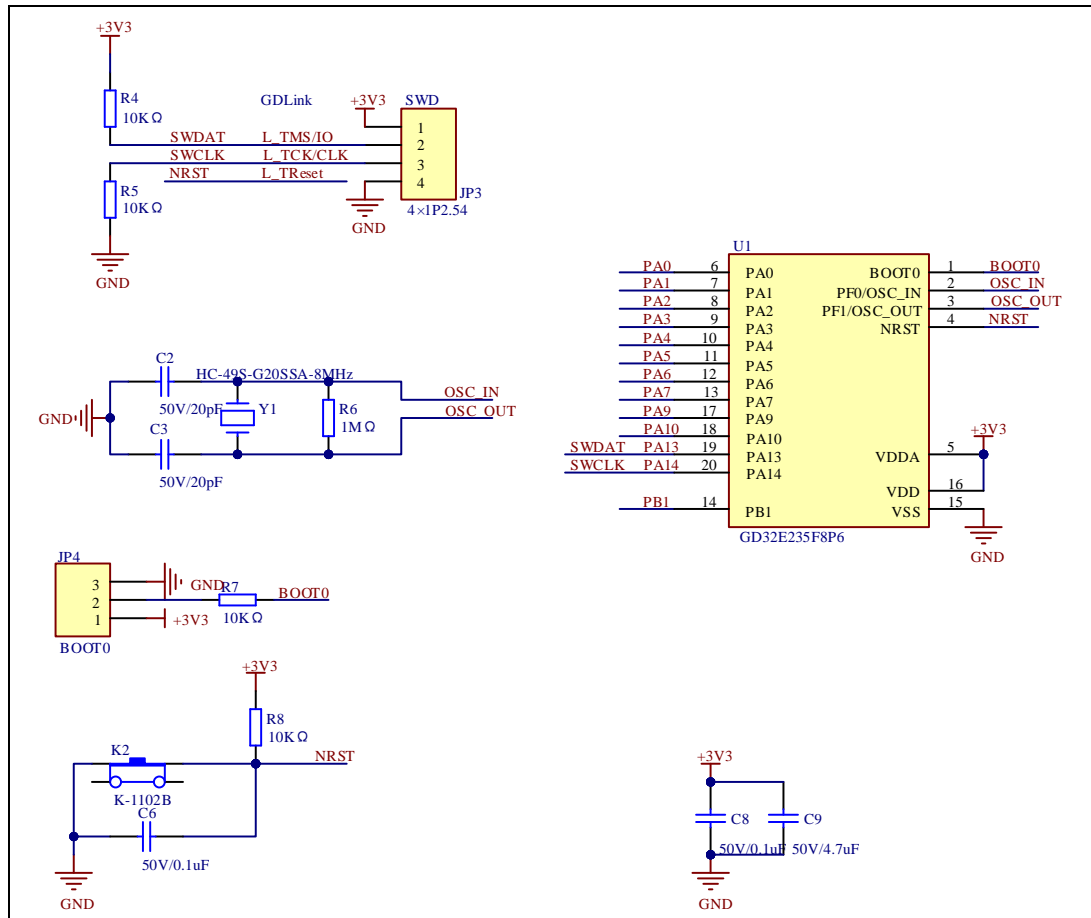 +3V3
R4
10KΩ
GDLink
+3V3
SWD
SWDAT L_TMS/IO
SWCLK L_TCK/CLK
NRST L_TReset
1
2
3
4
R5
10KΩ
JP3
4×1P2.54
GND
GND
U1
PA0 6 PA0 BOOT0 1 BOOT0
PA1 7 PA1 PF0/OSC_IN 2 OSC_IN
PA2 8 PA2 PF1/OSC_OUT 3 OSC_OUT
PA3 9 PA3 NRST 4 NRST
PA4 10 PA4
PA5 11 PA5
PA6 12 PA6
PA7 13 PA7
PA9 17 PA9
PA10 18 PA10
SWDAT PA13 19 PA13
SWCLK PA14 20 PA14
PB1 14 PB1
+3V3
VDDA 5
VDD 16
VSS 15
GND
GD32E235F8P6
C2
HC-49S-G20SSA-8MHz
50V/20pF
Y1
R6
1MΩ
OSC_IN
OSC_OUT
GND
C3
50V/20pF
JP4
3 GND
2
1 +3V3
R7
10KΩ
BOOT0
BOOT0
+3V3
R8
10KΩ
NRST
K2
K-1102B
C6
50V/0.1uF
GND
+3V3
C8 C9
50V/0.1uF 50V/4.7uF
GND